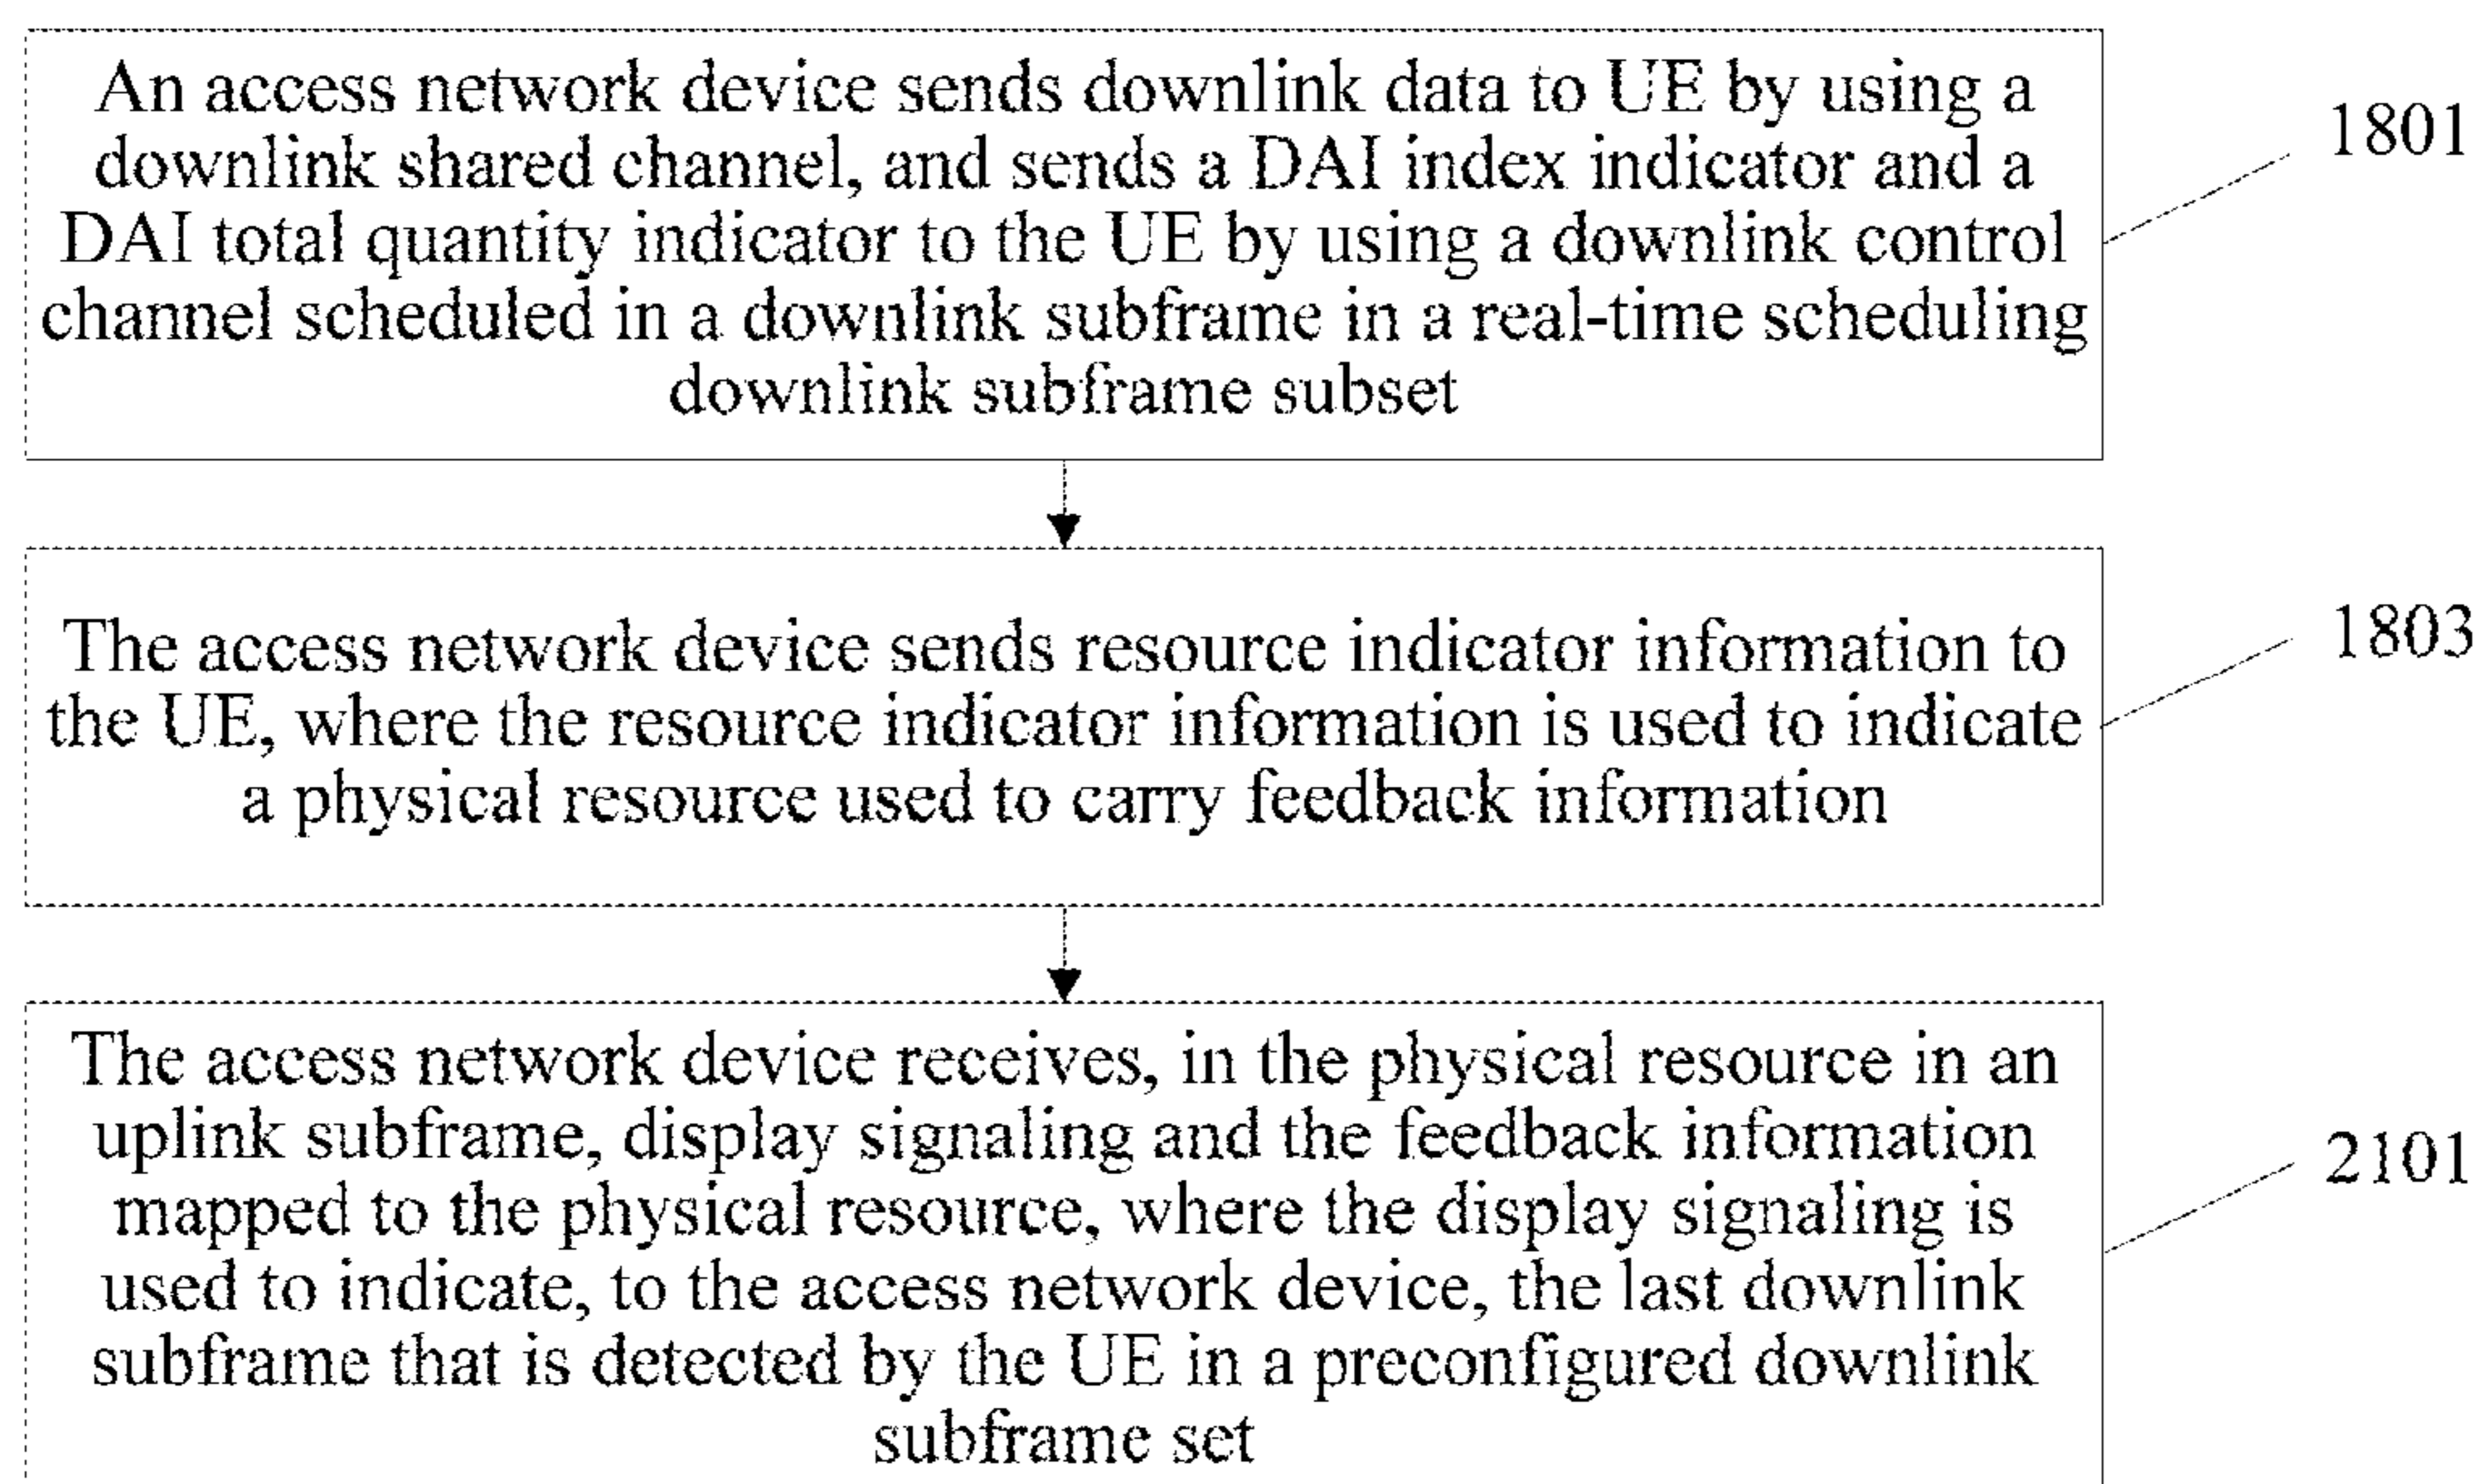 An access network device sends downlink data to UE by using a
downlink shared channel, and sends a DAI index indicator and a
DAI total quantity indicator to the UE by using a downlink control
channel scheduled in a downlink subframe in a real-time scheduling
downlink subframe subset
1801
The access network device sends resource indicator information to
the UE, where the resource indicator information is used to indicate
a physical resource used to carry feedback information
1803
The access network device receives, in the physical resource in an
uplink subframe, display signaling and the feedback information
mapped to the physical resource, where the display signaling is
used to indicate, to the access network device, the last downlink
subframe that is detected by the UE in a preconfigured downlink
subframe set
2101